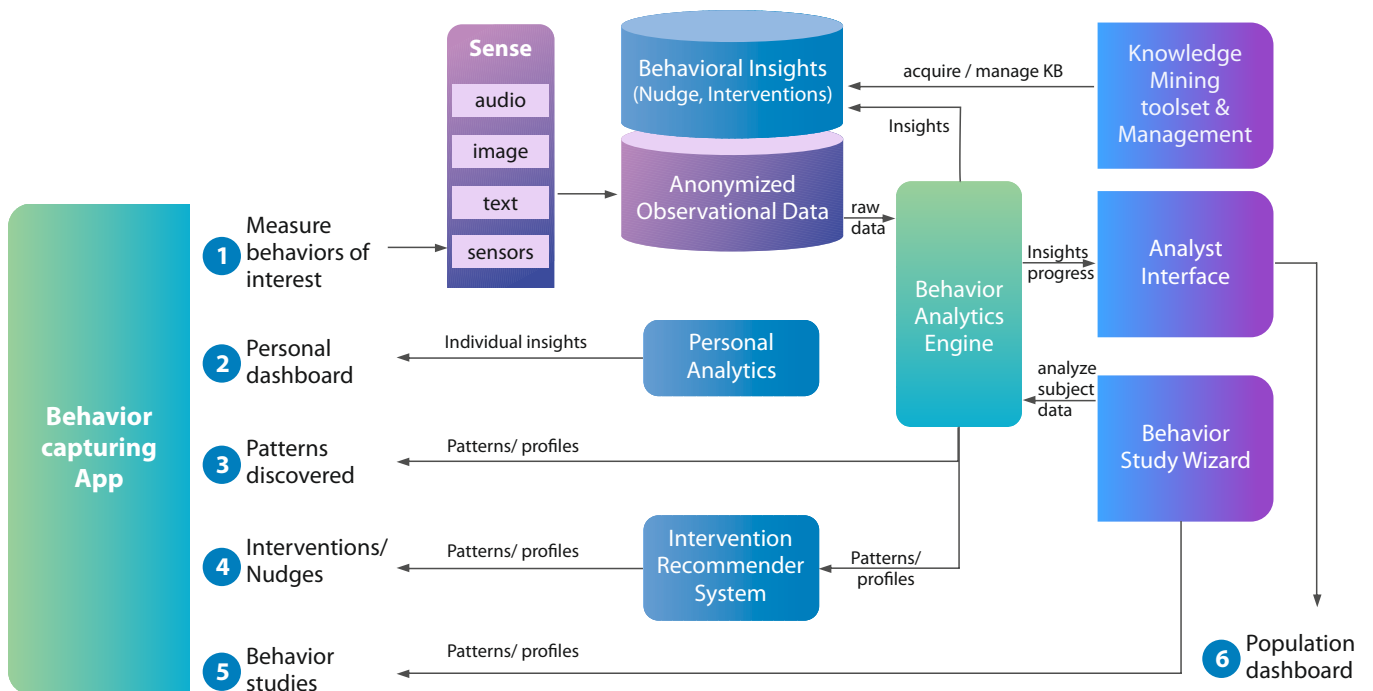 Sense
audio
image
text
sensors
Behavioral Insights
(Nudge, Interventions)
Anonymized
Observational Data
acquire / manage KB
Insights
Knowledge
Mining
toolset &
Management
raw
data
Behavior
Analytics
Engine
Insights
progress
Analyst
Interface
analyze
subject
data
Behavior
Study Wizard
Behavior
capturing
App
1
Measure
behaviors of
interest
2
Personal
dashboard
Individual insights
Personal
Analytics
3
Patterns
discovered
Patterns/ profiles
4
Interventions/
Nudges
Patterns/ profiles
Intervention
Recommender
System
Patterns/
profiles
5
Behavior
studies
Patterns/ profiles
6
Population
dashboard